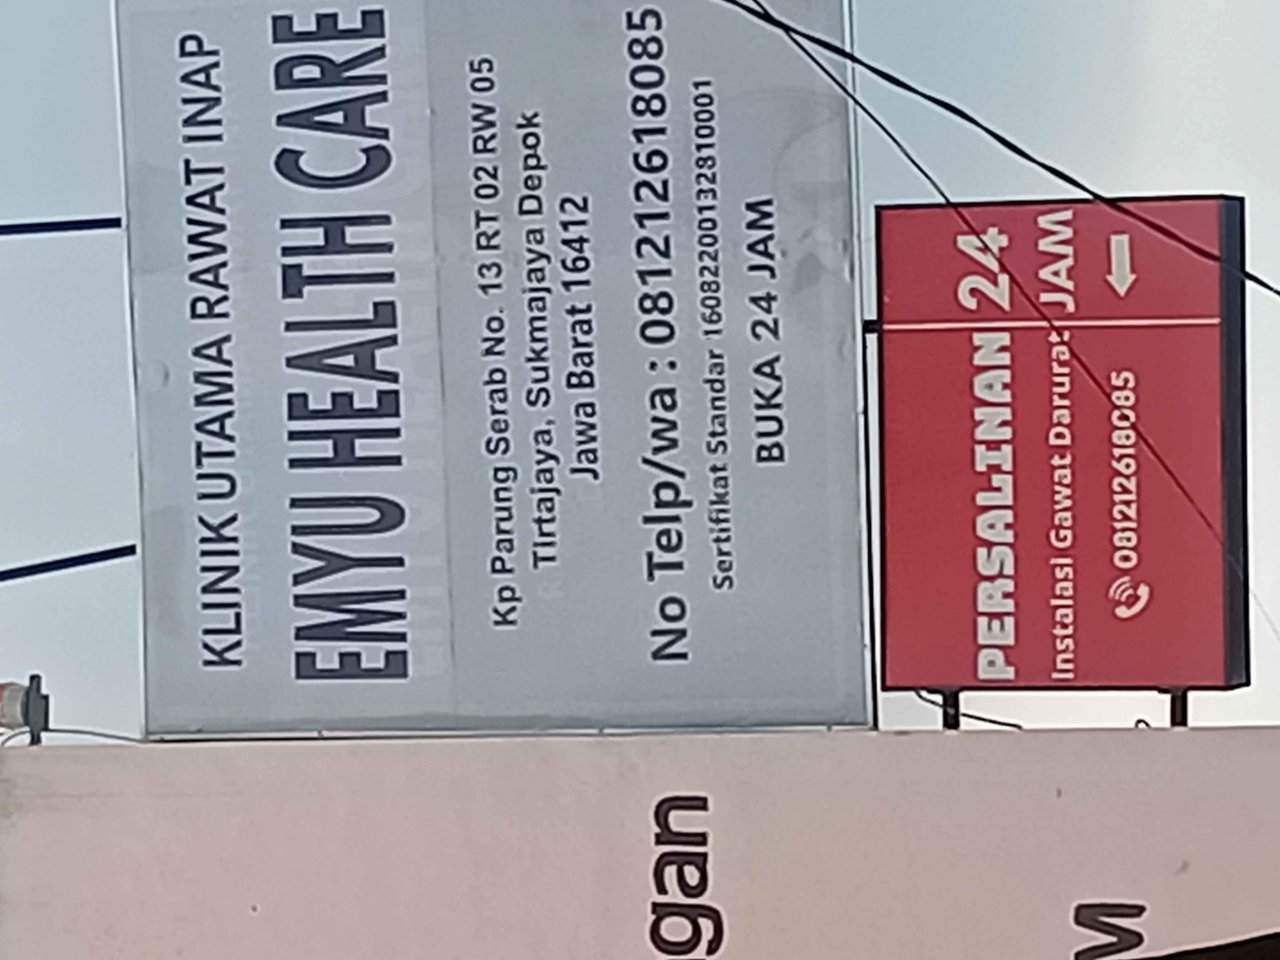 KLINIK UTAMA RAWAT INAP
EMYU HEALTH CARE
Kp Parung Serab No. 13 RT 02 RW 05
TIrtajaya, Sukmajaya Depok
Jawa Barat 16412
No Telp/wa : 081212618085
Sertifikat Standar 16082200132810001
BUKA 24 JAM
PERSALINAN 24
Instalasi Gawat Darurat JAM
081212618085
gan
M